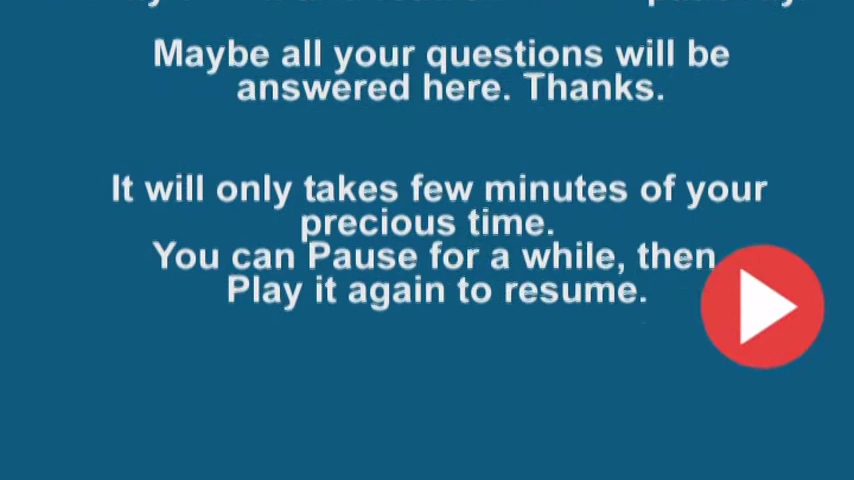 Maybe all your questions will be
answered here. Thanks.
It will only takes few minutes of your
precious time.
You can Pause for a while, then
Play it again to resume.